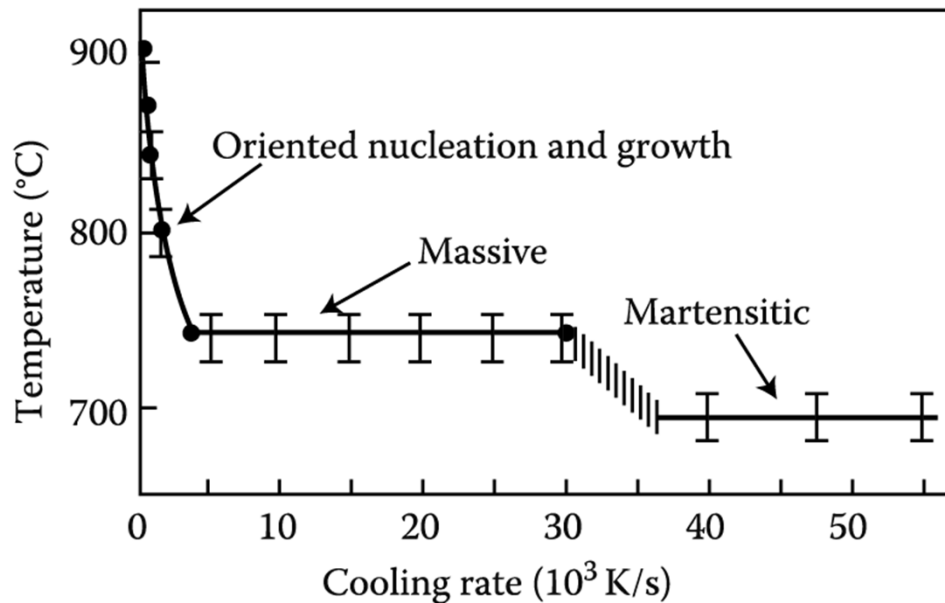 900
800
700
Temperature (°C)
Oriented nucleation and growth
Massive
Martensitic
0 10 20 30 40 50
Cooling rate (10³ K/s)